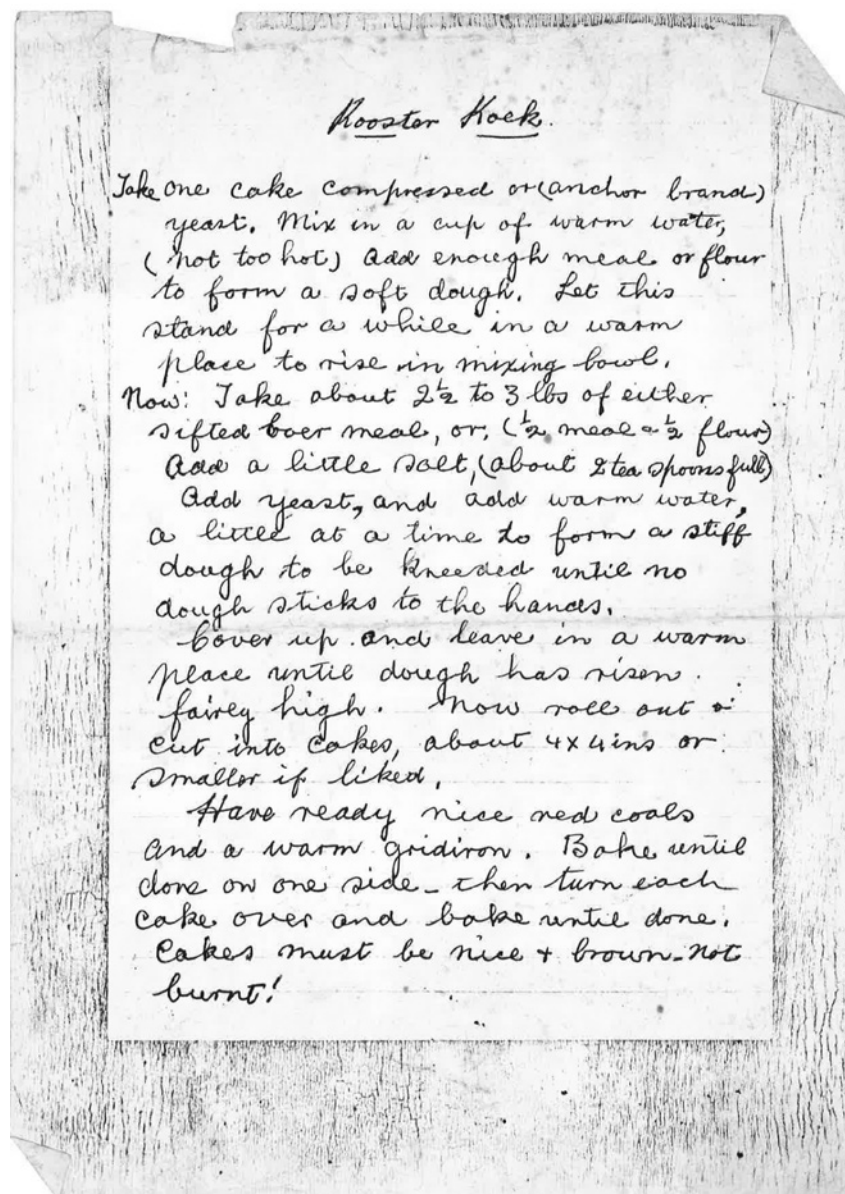 Rooster Koek.
Take one cake compressed or (anchor brand)
yeast. Mix in a cup of warm water,
(not too hot) Add enough meal or flour
to form a soft dough. Let this
stand for a while in a warm
place to rise in mixing bowl.
Now: Take about 2½ to 3 lbs of either
sifted boer meal, or, (½ meal & ½ flour)
Add a little salt, (about 2 tea spoons full)
Add yeast, and add warm water,
a little at a time to form a stiff
dough to be kneeded until no
dough sticks to the hands.
Cover up and leave in a warm
place until dough has risen
fairly high. Now roll out &
cut into cakes, about 4 x 4 ins or
smaller if liked.
Have ready nice red coals
and a warm gridiron. Bake until
done on one side - then turn each
cake over and bake until done.
Cakes must be nice + brown - not
burnt!